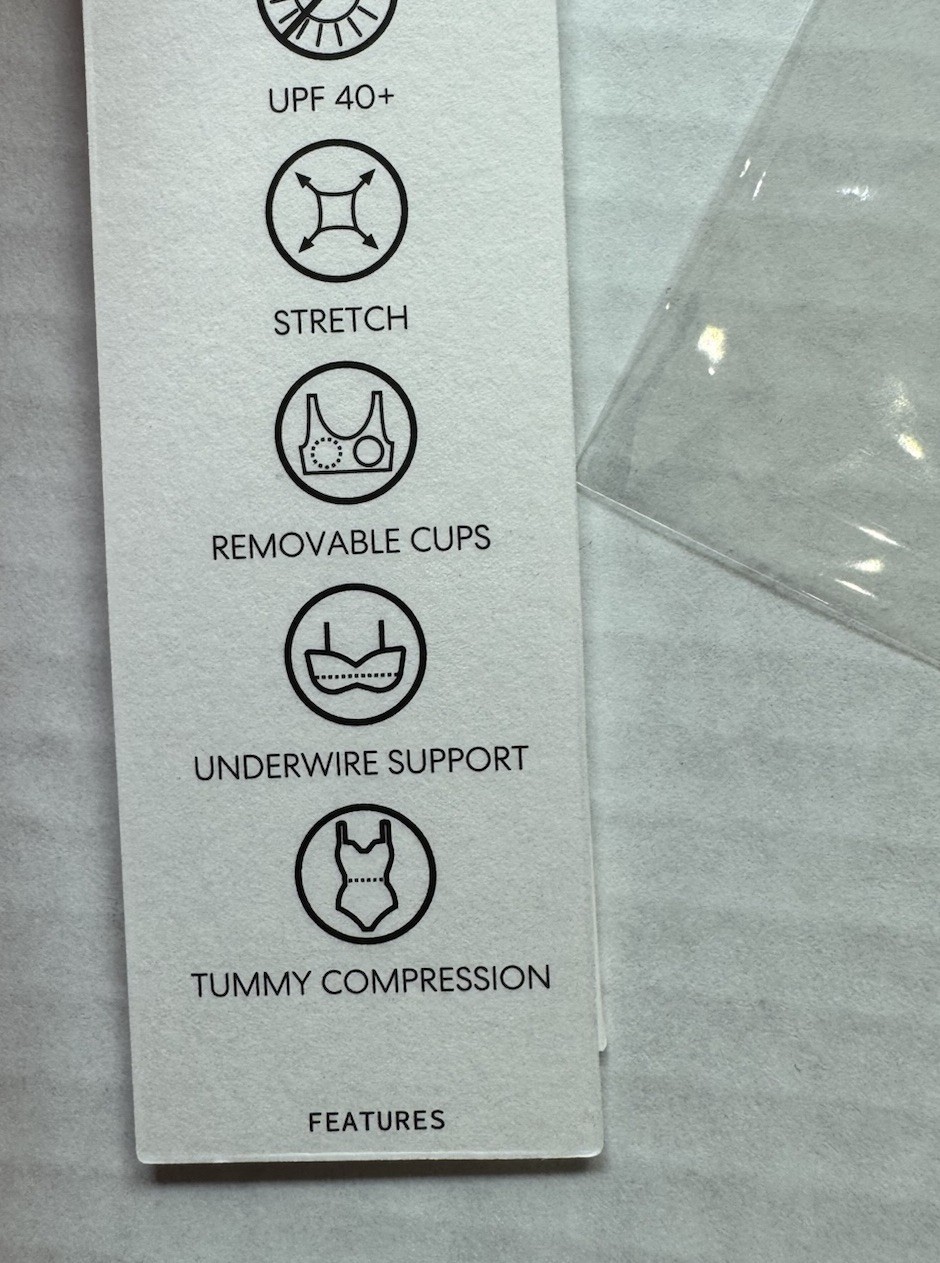 UPF 40+
STRETCH
REMOVABLE CUPS
UNDERWIRE SUPPORT
TUMMY COMPRESSION
FEATURES